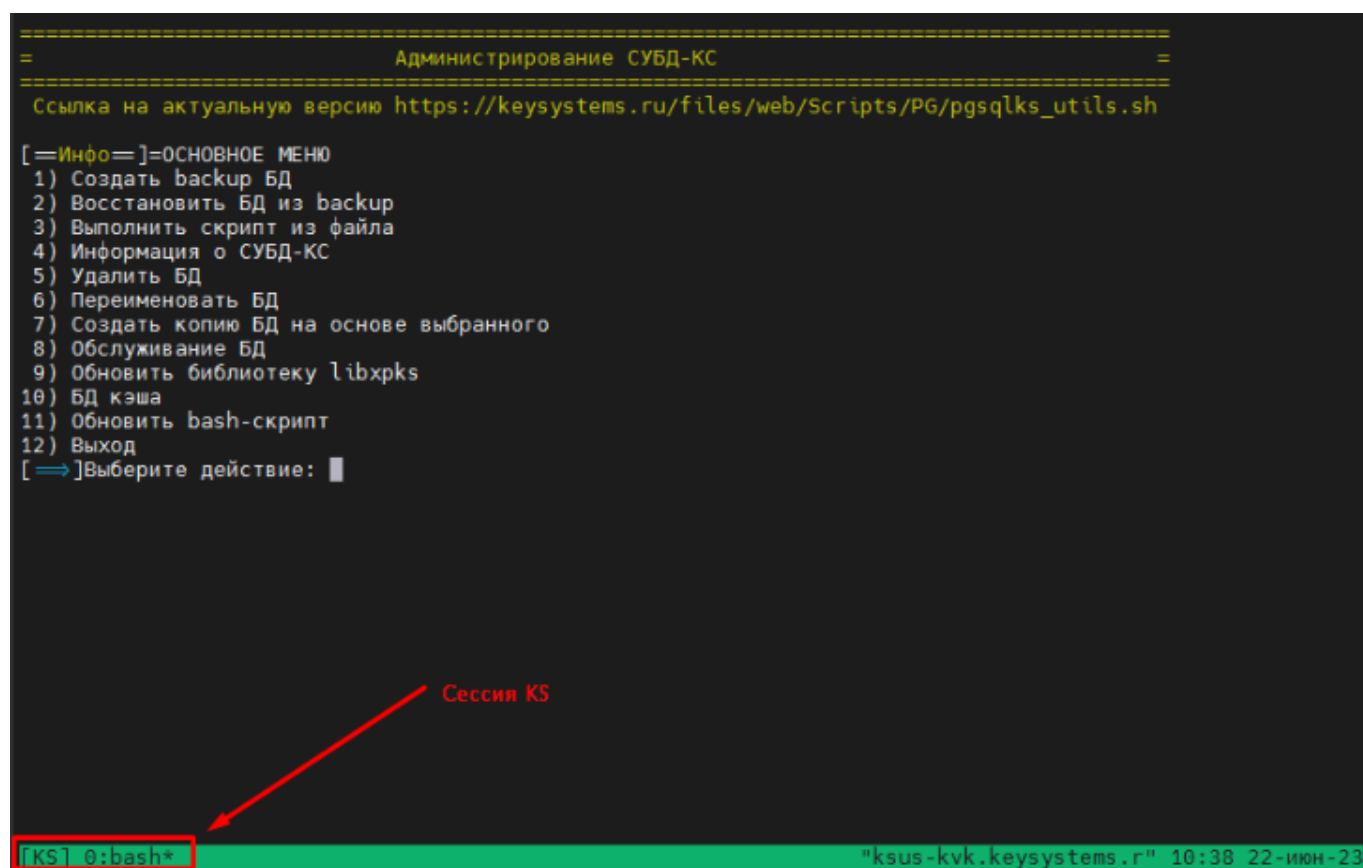 ================================================================================
= Администрирование СУБД-КС =
================================================================================
Ссылка на актуальную версию https://keysystems.ru/files/web/Scripts/PG/pgsqlks_utils.sh
[==Инфо==]=ОСНОВНОЕ МЕНЮ
1) Создать backup БД
2) Восстановить БД из backup
3) Выполнить скрипт из файла
4) Информация о СУБД-КС
5) Удалить БД
6) Переименовать БД
7) Создать копию БД на основе выбранного
8) Обслуживание БД
9) Обновить библиотеку libxpks
10) БД кэша
11) Обновить bash-скрипт
12) Выход
[==>]Выберите действие:
Сессия KS
[KS] 0:bash* "ksus-kvk.keysystems.r" 10:38 22-июн-23